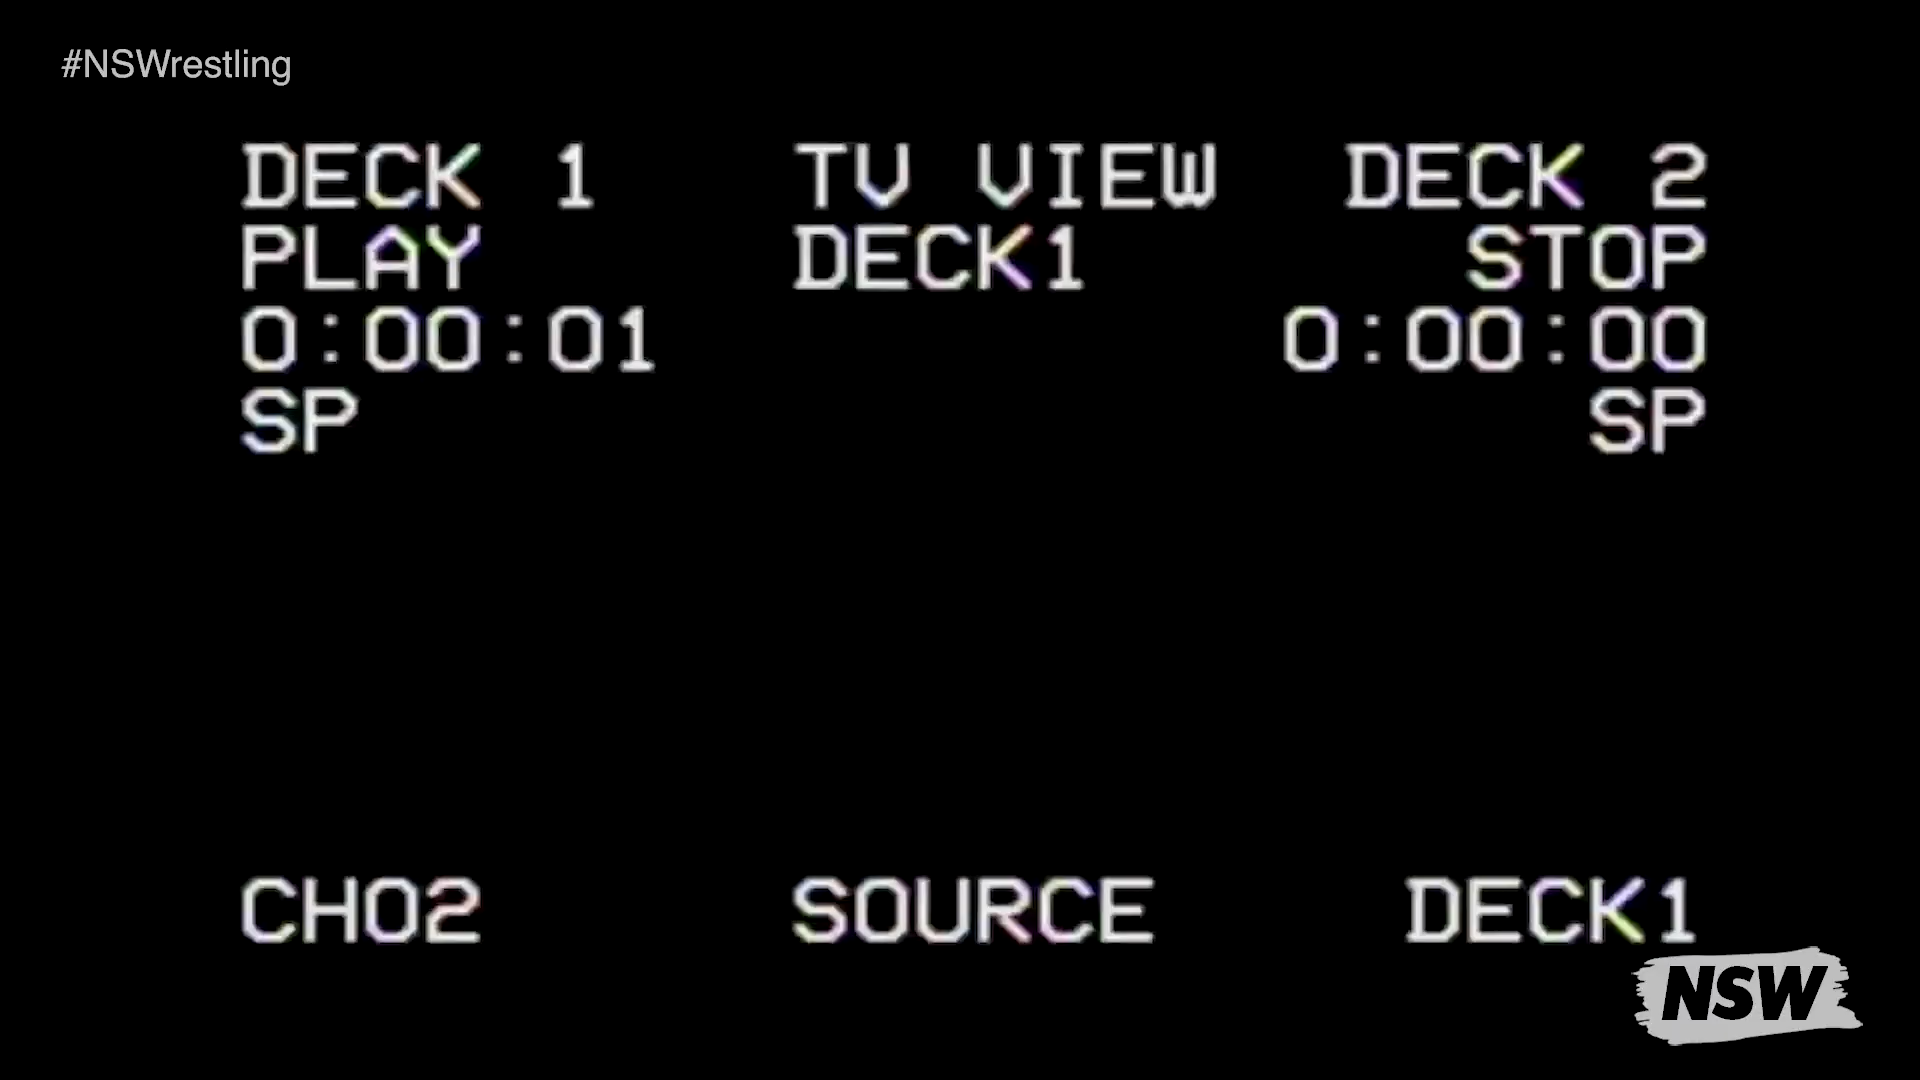 #NSWrestling
DECK 1 TV VIEW DECK 2
PLAY DECK1 STOP
0:00:01 0:00:00
SP SP
CH02 SOURCE DECK1
NSW